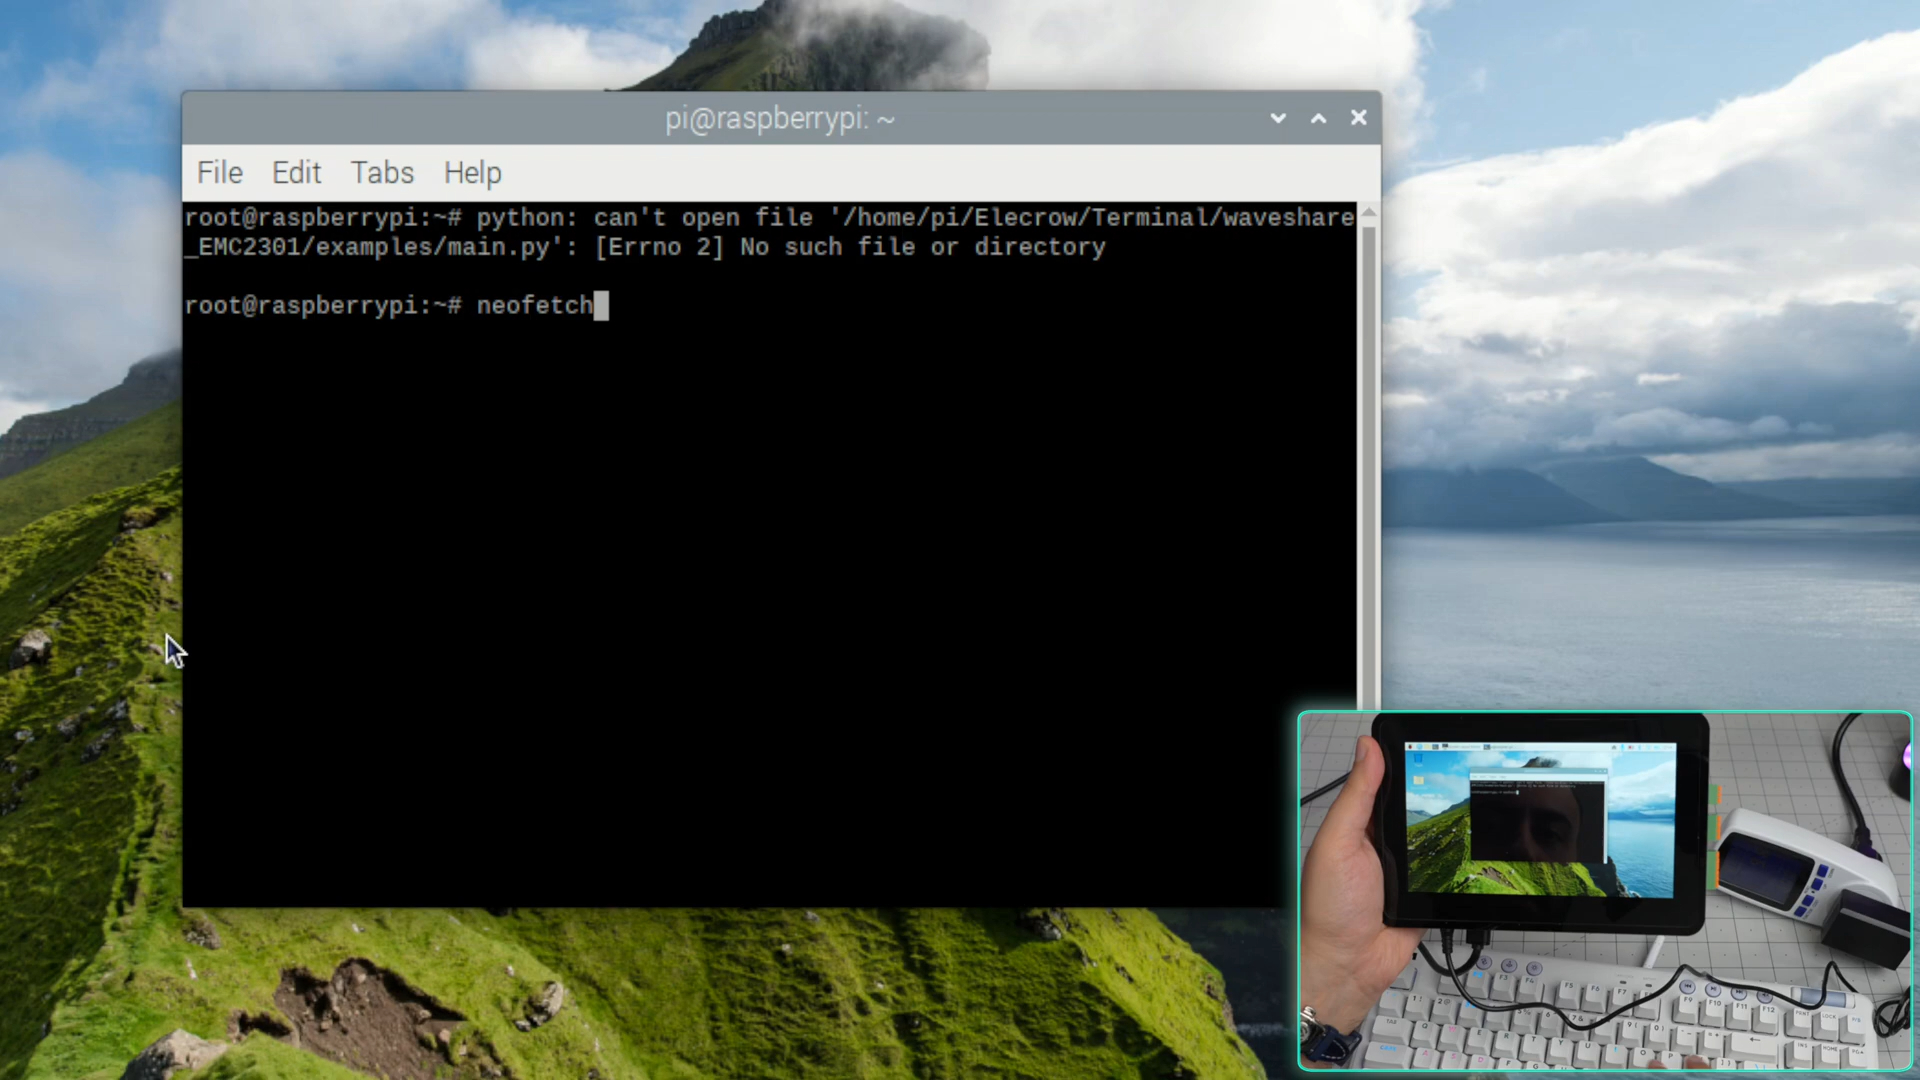 pi@raspberrypi: ~
File Edit Tabs Help
root@raspberrypi:~# python: can't open file '/home/pi/Elecrow/Terminal/waveshare
_EMC2301/examples/main.py': [Errno 2] No such file or directory
root@raspberrypi:~# neofetch